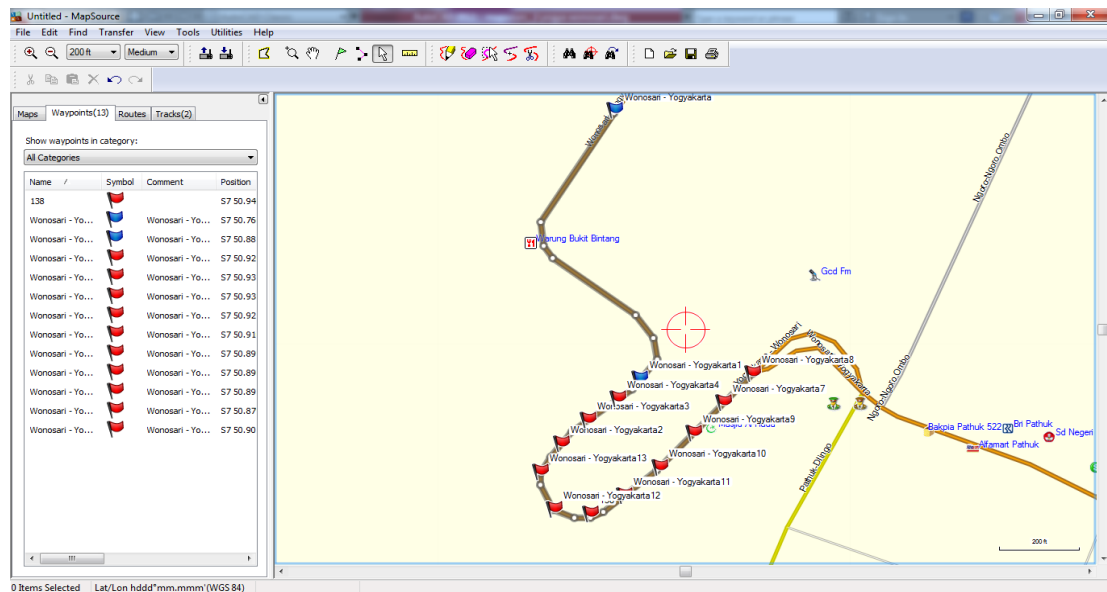 Untitled - MapSource
File Edit Find Transfer View Tools Utilities Help
200 ft Medium
Maps Waypoints(13) Routes Tracks(2)
Show waypoints in category:
All Categories
Name Symbol Comment Position
138 S7 50.94
Wonosari - Yo... Wonosari - Yo... S7 50.76
Wonosari - Yo... Wonosari - Yo... S7 50.88
Wonosari - Yo... Wonosari - Yo... S7 50.92
Wonosari - Yo... Wonosari - Yo... S7 50.93
Wonosari - Yo... Wonosari - Yo... S7 50.93
Wonosari - Yo... Wonosari - Yo... S7 50.92
Wonosari - Yo... Wonosari - Yo... S7 50.91
Wonosari - Yo... Wonosari - Yo... S7 50.89
Wonosari - Yo... Wonosari - Yo... S7 50.89
Wonosari - Yo... Wonosari - Yo... S7 50.89
Wonosari - Yo... Wonosari - Yo... S7 50.87
Wonosari - Yo... Wonosari - Yo... S7 50.90
Wonosari - Yogyakarta
Ngoro-Ngoro Ombo
Warung Bukit Bintang
Gcd Fm
Wonosari - Yogyakarta1
Wonosari - Yogyakarta8
Wonosari - Yogyakarta4
Wonosari - Yogyakarta7
Wonosari - Yogyakarta3
Wonosari - Yogyakarta9
Ngoro-Ngoro Ombo
Wonosari - Yogyakarta2
Bakpia Pathuk 522
Bri Pathuk
Sd Negeri
Alfamart Pathuk
Wonosari - Yogyakarta13
Wonosari - Yogyakarta10
Pathuk-Dlingo
Wonosari - Yogyakarta11
Wonosari - Yogyakarta12
200 ft
0 Items Selected Lat/Lon hddd°mm.mmm'(WGS 84)